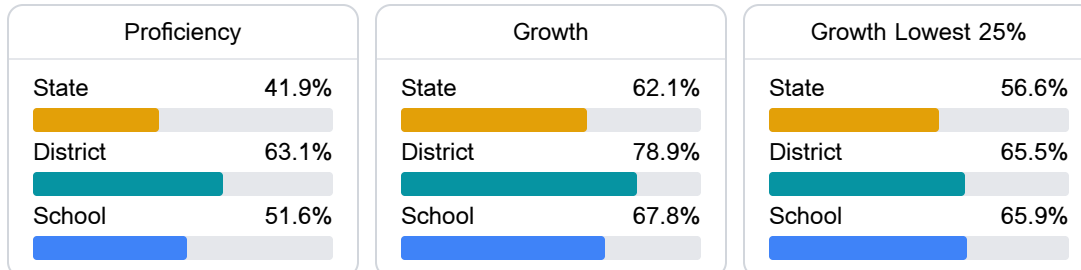 Proficiency
State 41.9%
District 63.1%
School 51.6%
Growth
State 62.1%
District 78.9%
School 67.8%
Growth Lowest 25%
State 56.6%
District 65.5%
School 65.9%